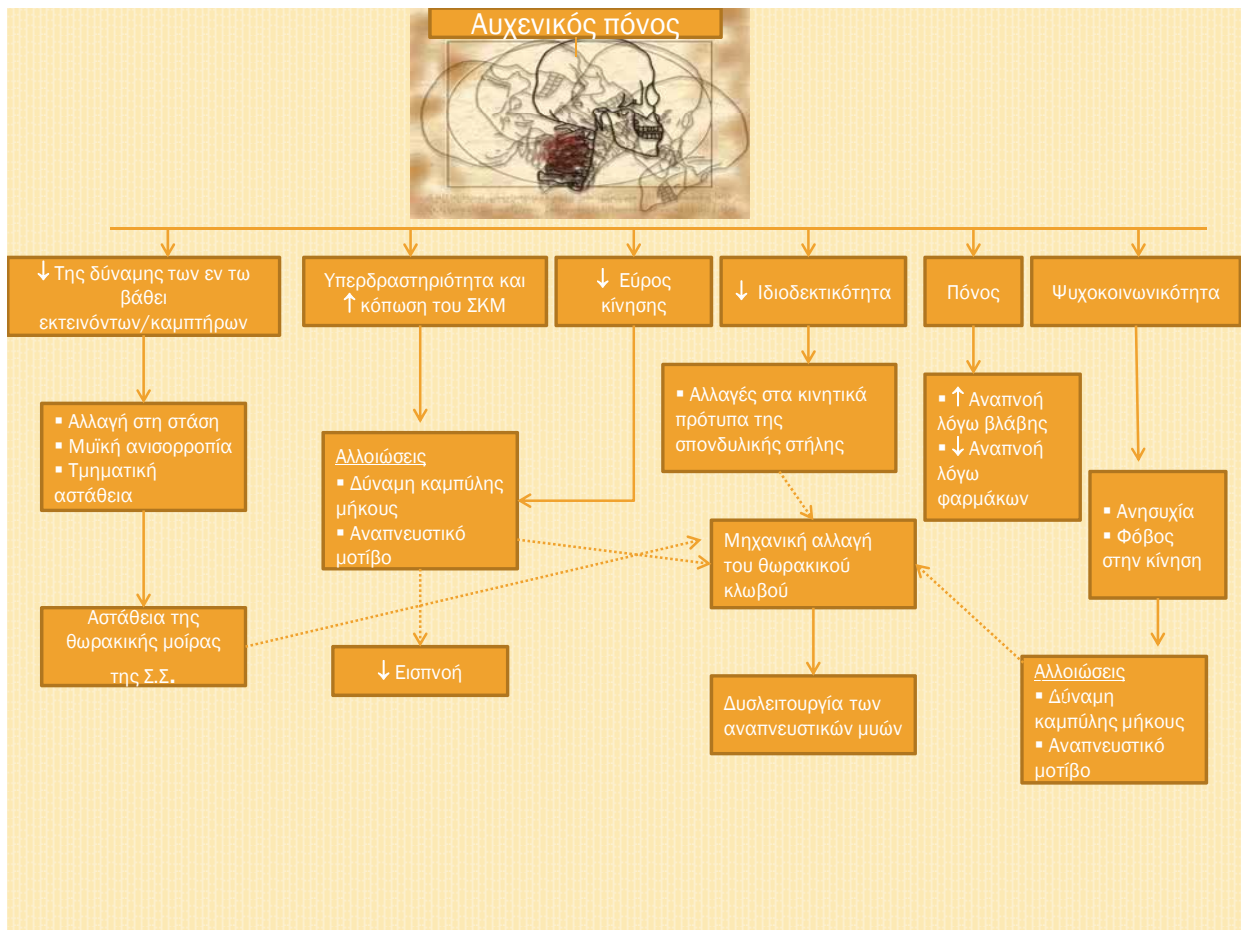 Αυχενικός πόνος
↓ Της δύναμης των εν τω
βάθει
εκτεινόντων/καμπτήρων
Υπερδραστηριότητα και
↑ κόπωση του ΣΚΜ
↓ Εύρος
κίνησης
↓ Ιδιοδεκτικότητα
Πόνος
Ψυχοκοινωνικότητα
▪ Αλλαγή στη στάση
▪ Μυϊκή ανισορροπία
▪ Τμηματική
αστάθεια
Αλλοιώσεις
▪ Δύναμη καμπύλης
μήκους
▪ Αναπνευστικό
μοτίβο
▪ Αλλαγές στα κινητικά
πρότυπα της
σπονδυλικής στήλης
▪ ↑ Αναπνοή
λόγω βλάβης
▪ ↓ Αναπνοή
λόγω
φαρμάκων
▪ Ανησυχία
▪ Φόβος
στην κίνηση
Μηχανική αλλαγή
του θωρακικού
κλωβού
Αστάθεια της
θωρακικής μοίρας
της Σ.Σ.
↓ Εισπνοή
Δυσλειτουργία των
αναπνευστικών μυών
Αλλοιώσεις
▪ Δύναμη
καμπύλης μήκους
▪ Αναπνευστικό
μοτίβο